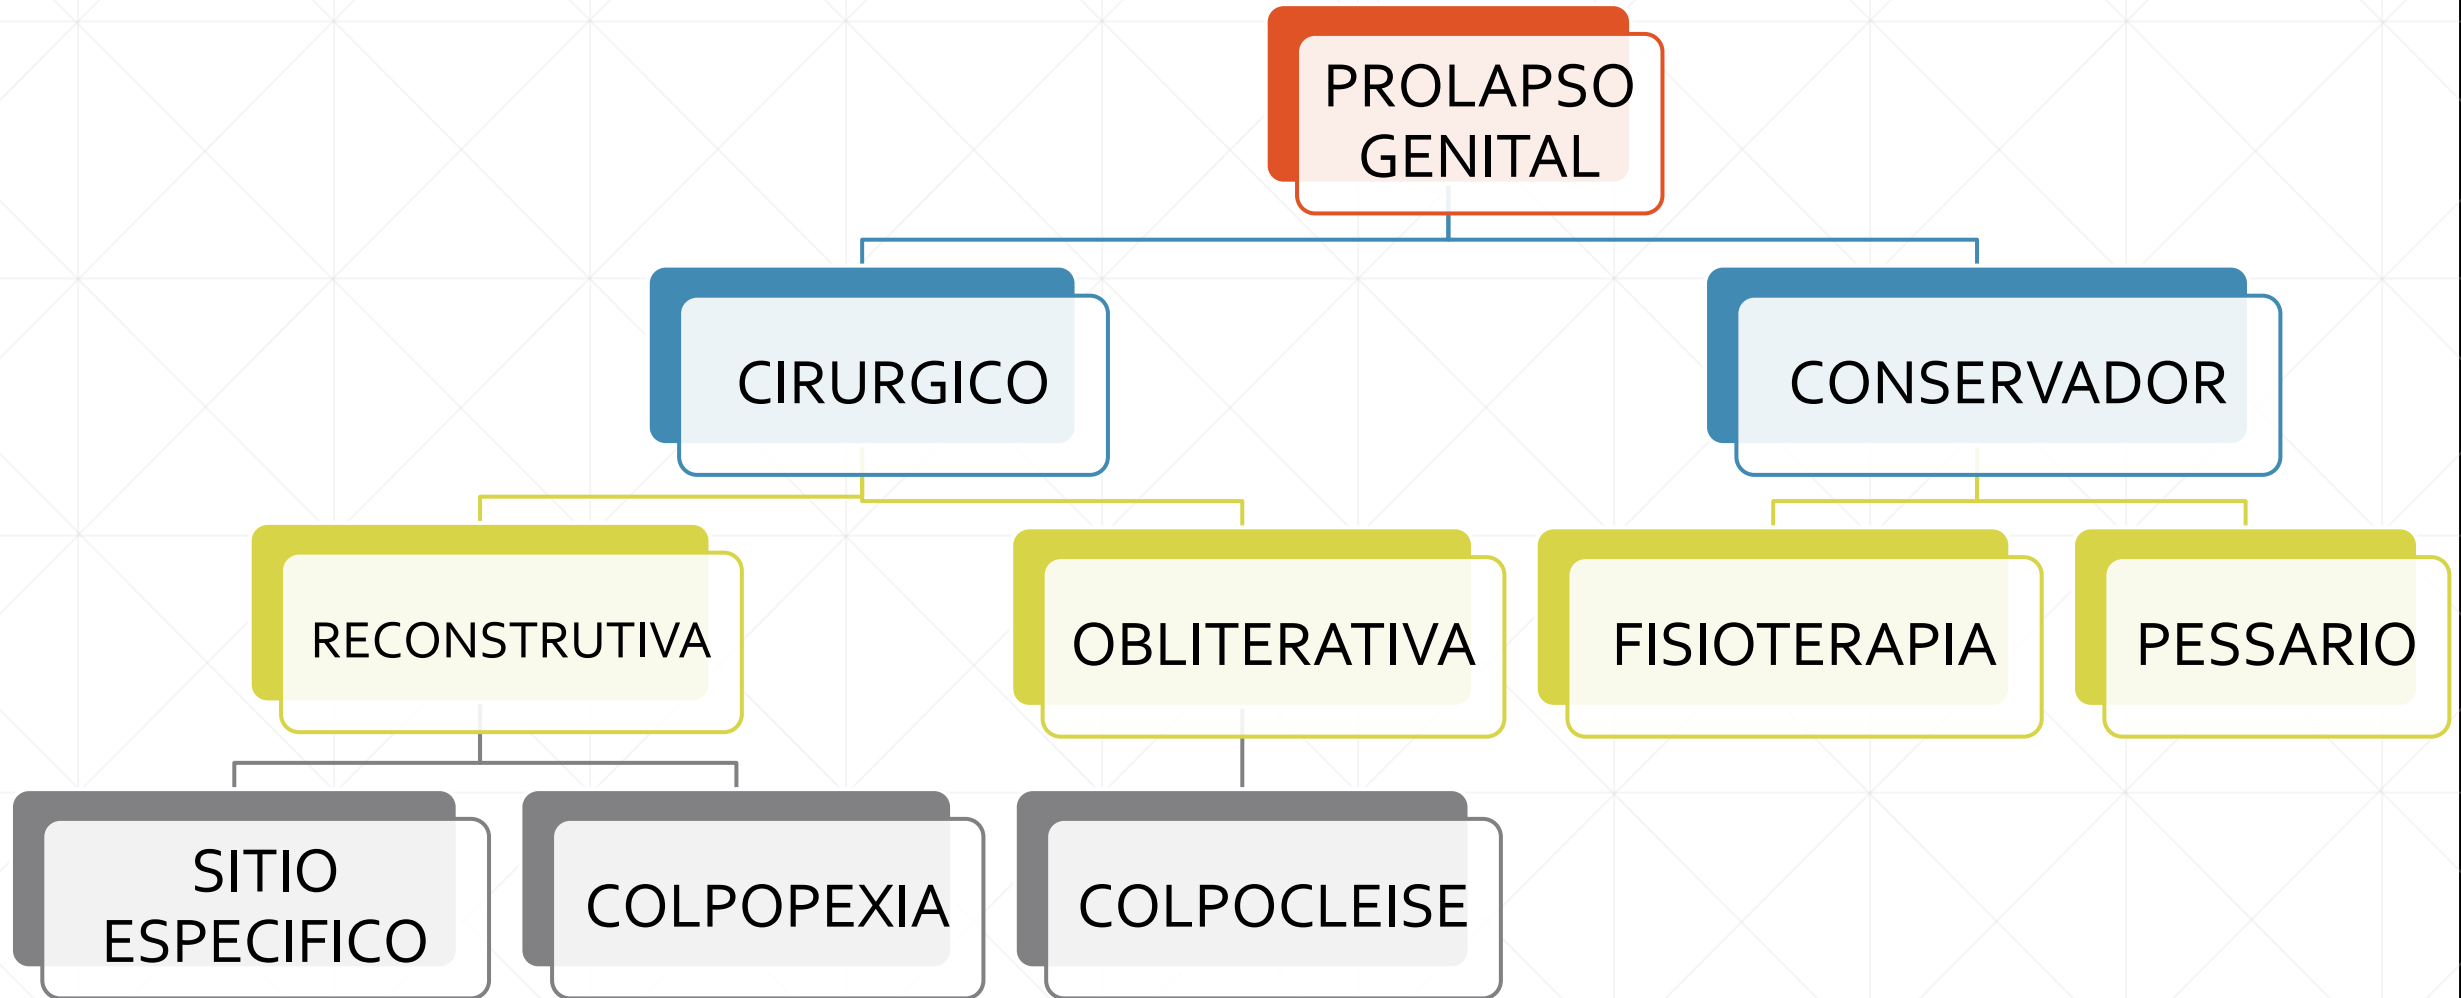 PROLAPSO
GENITAL
CIRURGICO
CONSERVADOR
RECONSTRUTIVA
OBLITERATIVA
FISIOTERAPIA
PESSARIO
SITIO
ESPECIFICO
COLPOPEXIA
COLPOCLEISE